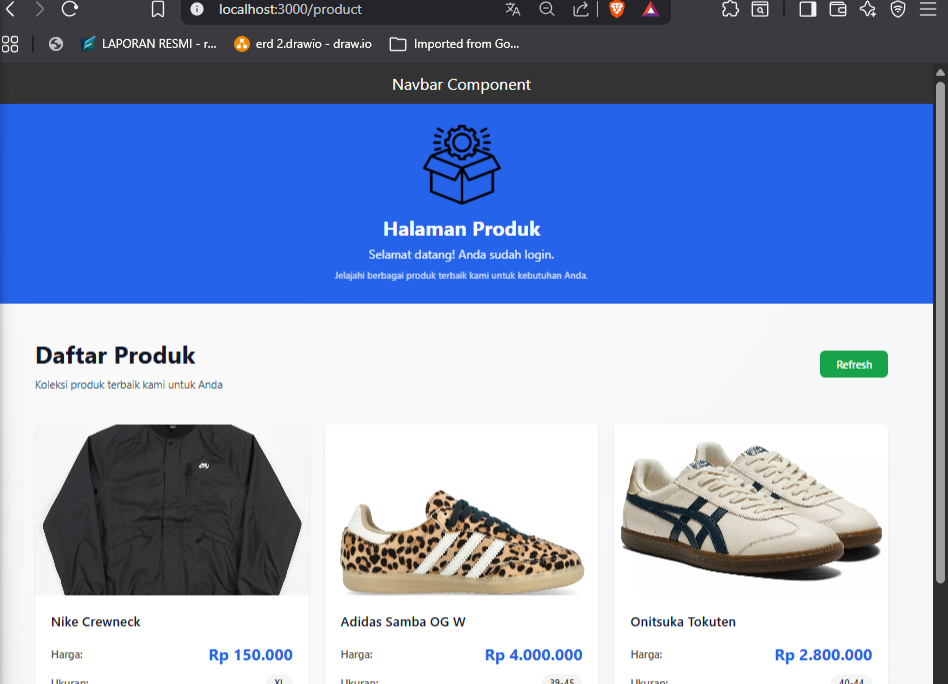 localhost:3000/product
LAPORAN RESMI - r... erd 2.drawio - draw.io Imported from Go...
Navbar Component
Halaman Produk
Selamat datang! Anda sudah login.
Jelajahi berbagai produk terbaik kami untuk kebutuhan Anda.
Daftar Produk
Koleksi produk terbaik kami untuk Anda
Refresh
Nike Crewneck
Harga: Rp 150.000
Ukuran: XL
Adidas Samba OG W
Harga: Rp 4.000.000
Ukuran: 39-45
Onitsuka Tokuten
Harga: Rp 2.800.000
Ukuran: 40-44